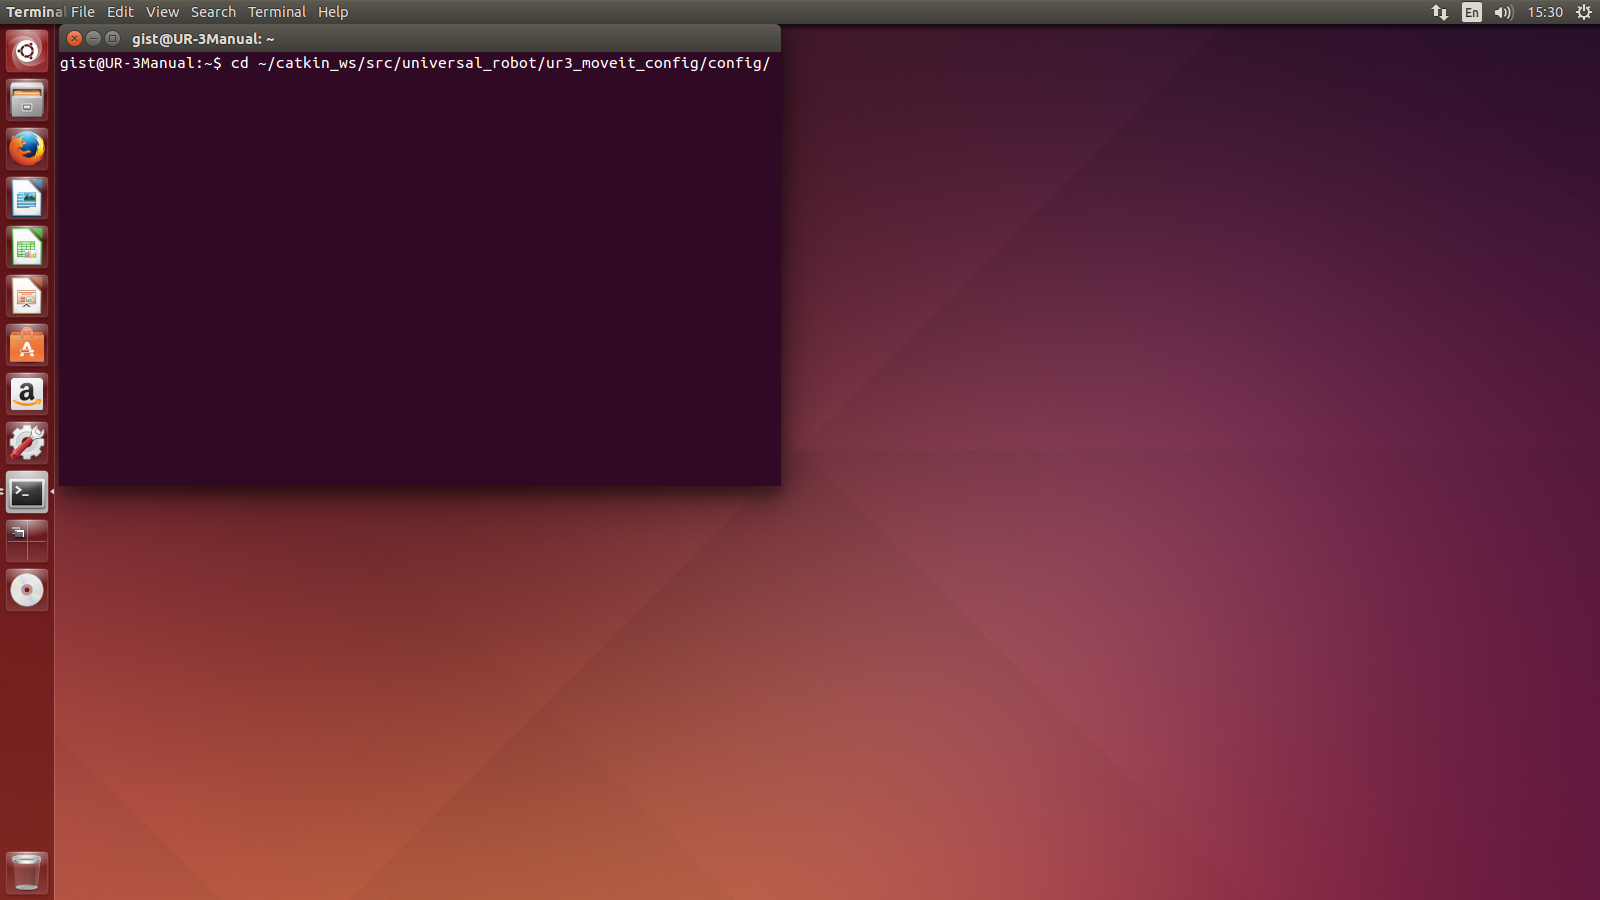 Terminal File Edit View Search Terminal Help En 15:30
gist@UR-3Manual: ~
gist@UR-3Manual:~$ cd ~/catkin_ws/src/universal_robot/ur3_moveit_config/config/